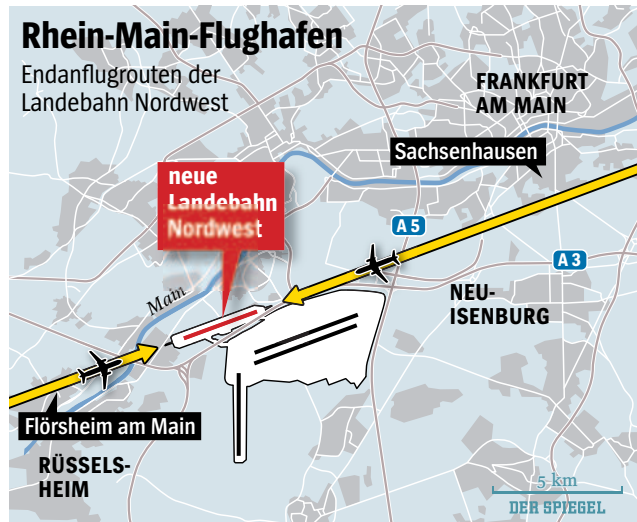 Rhein-Main-Flughafen
Endanflugrouten der
Landebahn Nordwest
FRANKFURT
AM MAIN
Sachsenhausen
neue
Landebahn
Nordwest
A 5
A 3
Main
NEU-
ISENBURG
Flörsheim am Main
RÜSSELS-
HEIM
5 km
DER SPIEGEL